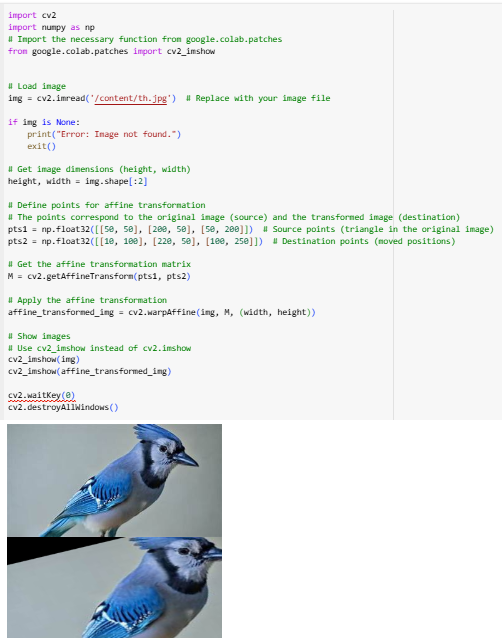 import cv2
import numpy as np
# Import the necessary function from google.colab.patches
from google.colab.patches import cv2_imshow
# Load image
img = cv2.imread('/content/th.jpg')  # Replace with your image file
if img is None:
    print("Error: Image not found.")
    exit()
# Get image dimensions (height, width)
height, width = img.shape[:2]
# Define points for affine transformation
# The points correspond to the original image (source) and the transformed image (destination)
pts1 = np.float32([[50, 50], [200, 50], [50, 200]])  # Source points (triangle in the original image)
pts2 = np.float32([[10, 100], [220, 50], [100, 250]])  # Destination points (moved positions)
# Get the affine transformation matrix
M = cv2.getAffineTransform(pts1, pts2)
# Apply the affine transformation
affine_transformed_img = cv2.warpAffine(img, M, (width, height))
# Show images
# Use cv2_imshow instead of cv2.imshow
cv2_imshow(img)
cv2_imshow(affine_transformed_img)
cv2.waitKey(0)
cv2.destroyAllWindows()